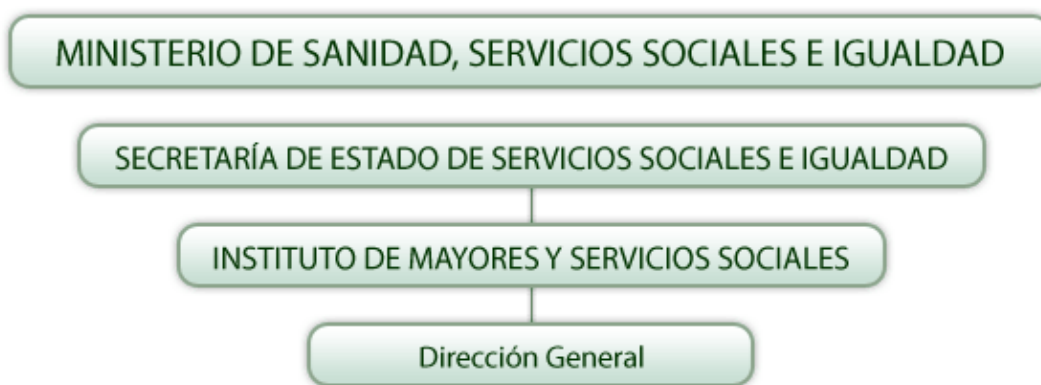 MINISTERIO DE SANIDAD, SERVICIOS SOCIALES E IGUALDAD
SECRETARÍA DE ESTADO DE SERVICIOS SOCIALES E IGUALDAD
INSTITUTO DE MAYORES Y SERVICIOS SOCIALES
Dirección General